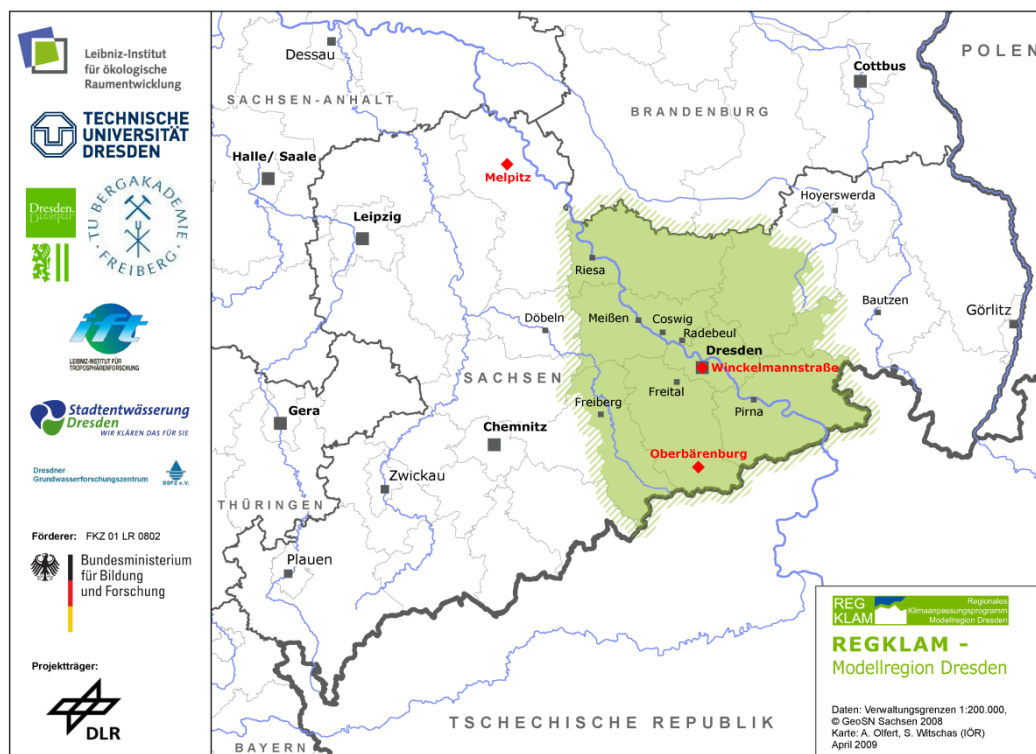 Leibniz-Institut
für ökologische
Raumentwicklung
TECHNISCHE
UNIVERSITÄT
DRESDEN
Dresden.
TU BERGAKADEMIE
FREIBERG
ift
LEIBNIZ-INSTITUT FÜR
TROPOSPHÄRENFORSCHUNG
Stadtentwässerung
Dresden
WIR KLÄREN DAS FÜR SIE
Dresdner
Grundwasserforschungszentrum
DGFZ e.V.
Förderer: FKZ 01 LR 0802
Bundesministerium
für Bildung
und Forschung
Projektträger:
DLR
POLEN
Dessau
Cottbus
SACHSEN-ANHALT
BRANDENBURG
Halle/ Saale
Melpitz
Hoyerswerda
Leipzig
Riesa
Bautzen
Görlitz
Döbeln
Meißen
Coswig
Radebeul
Dresden
Winckelmannstraße
SACHSEN
Freital
Freiberg
Pirna
Gera
Chemnitz
Oberbärenburg
Zwickau
THÜRINGEN
Plauen
TSCHECHISCHE REPUBLIK
BAYERN
REG
KLAM
Regionales
Klimaanpassungsprogramm
Modellregion Dresden
REGKLAM -
Modellregion Dresden
Daten: Verwaltungsgrenzen 1:200.000,
© GeoSN Sachsen 2008
Karte: A. Olfert, S. Witschas (IÖR)
April 2009